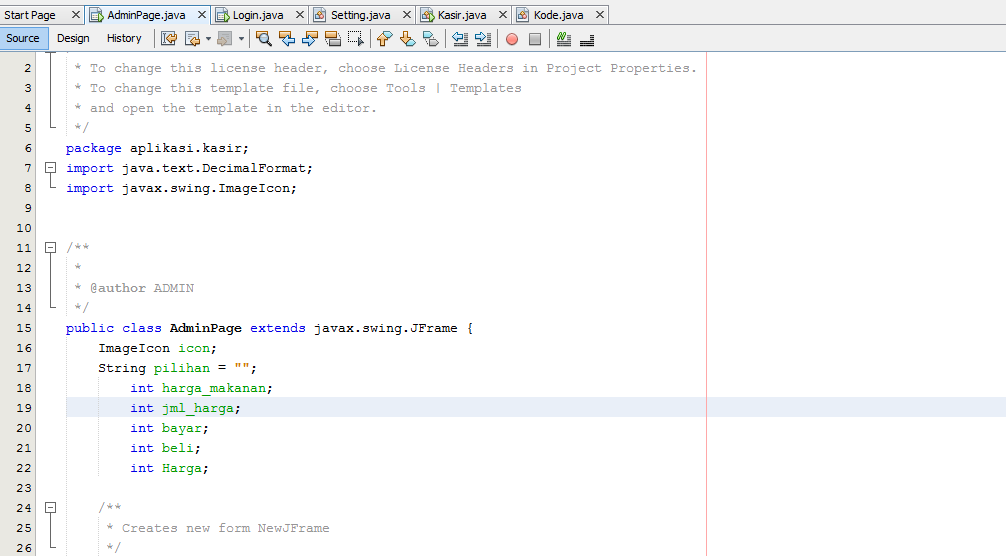 Start Page AdminPage.java Login.java Setting.java Kasir.java Kode.java
Source Design History
2 * To change this license header, choose License Headers in Project Properties.
3 * To change this template file, choose Tools | Templates
4 * and open the template in the editor.
5 */
6 package aplikasi.kasir;
7 import java.text.DecimalFormat;
8 import javax.swing.ImageIcon;
9
10
11 /**
12 *
13 * @author ADMIN
14 */
15 public class AdminPage extends javax.swing.JFrame {
16 ImageIcon icon;
17 String pilihan = "";
18 int harga_makanan;
19 int jml_harga;
20 int bayar;
21 int beli;
22 int Harga;
23
24 /**
25 * Creates new form NewJFrame
26 */